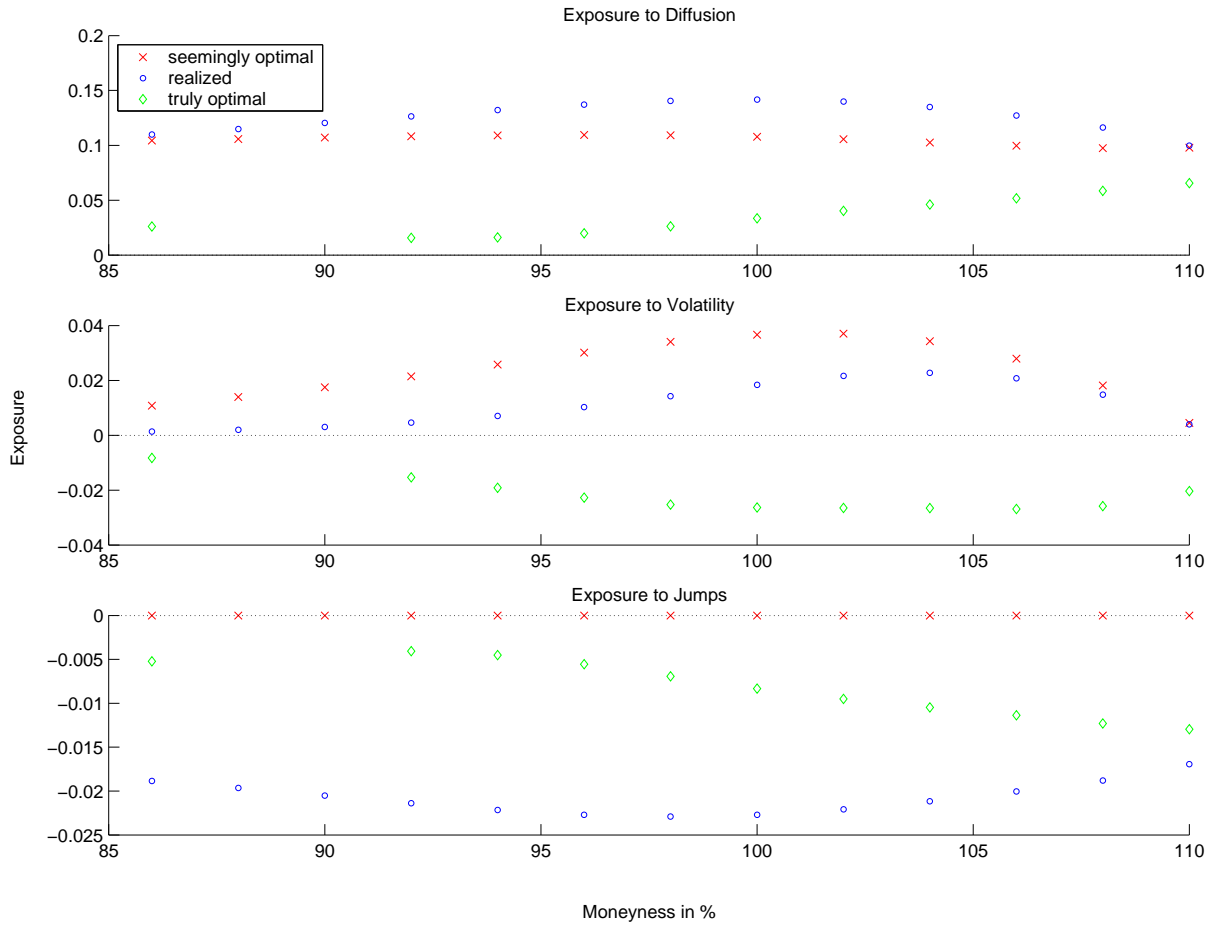 Exposure to Diffusion
0.2
0.15
0.1
0.05
0
seemingly optimal
realized
truly optimal
85 90 95 100 105 110
Exposure to Volatility
0.04
0.02
0
−0.02
−0.04
85 90 95 100 105 110
Exposure
Exposure to Jumps
0
−0.005
−0.01
−0.015
−0.02
−0.025
85 90 95 100 105 110
Moneyness in %